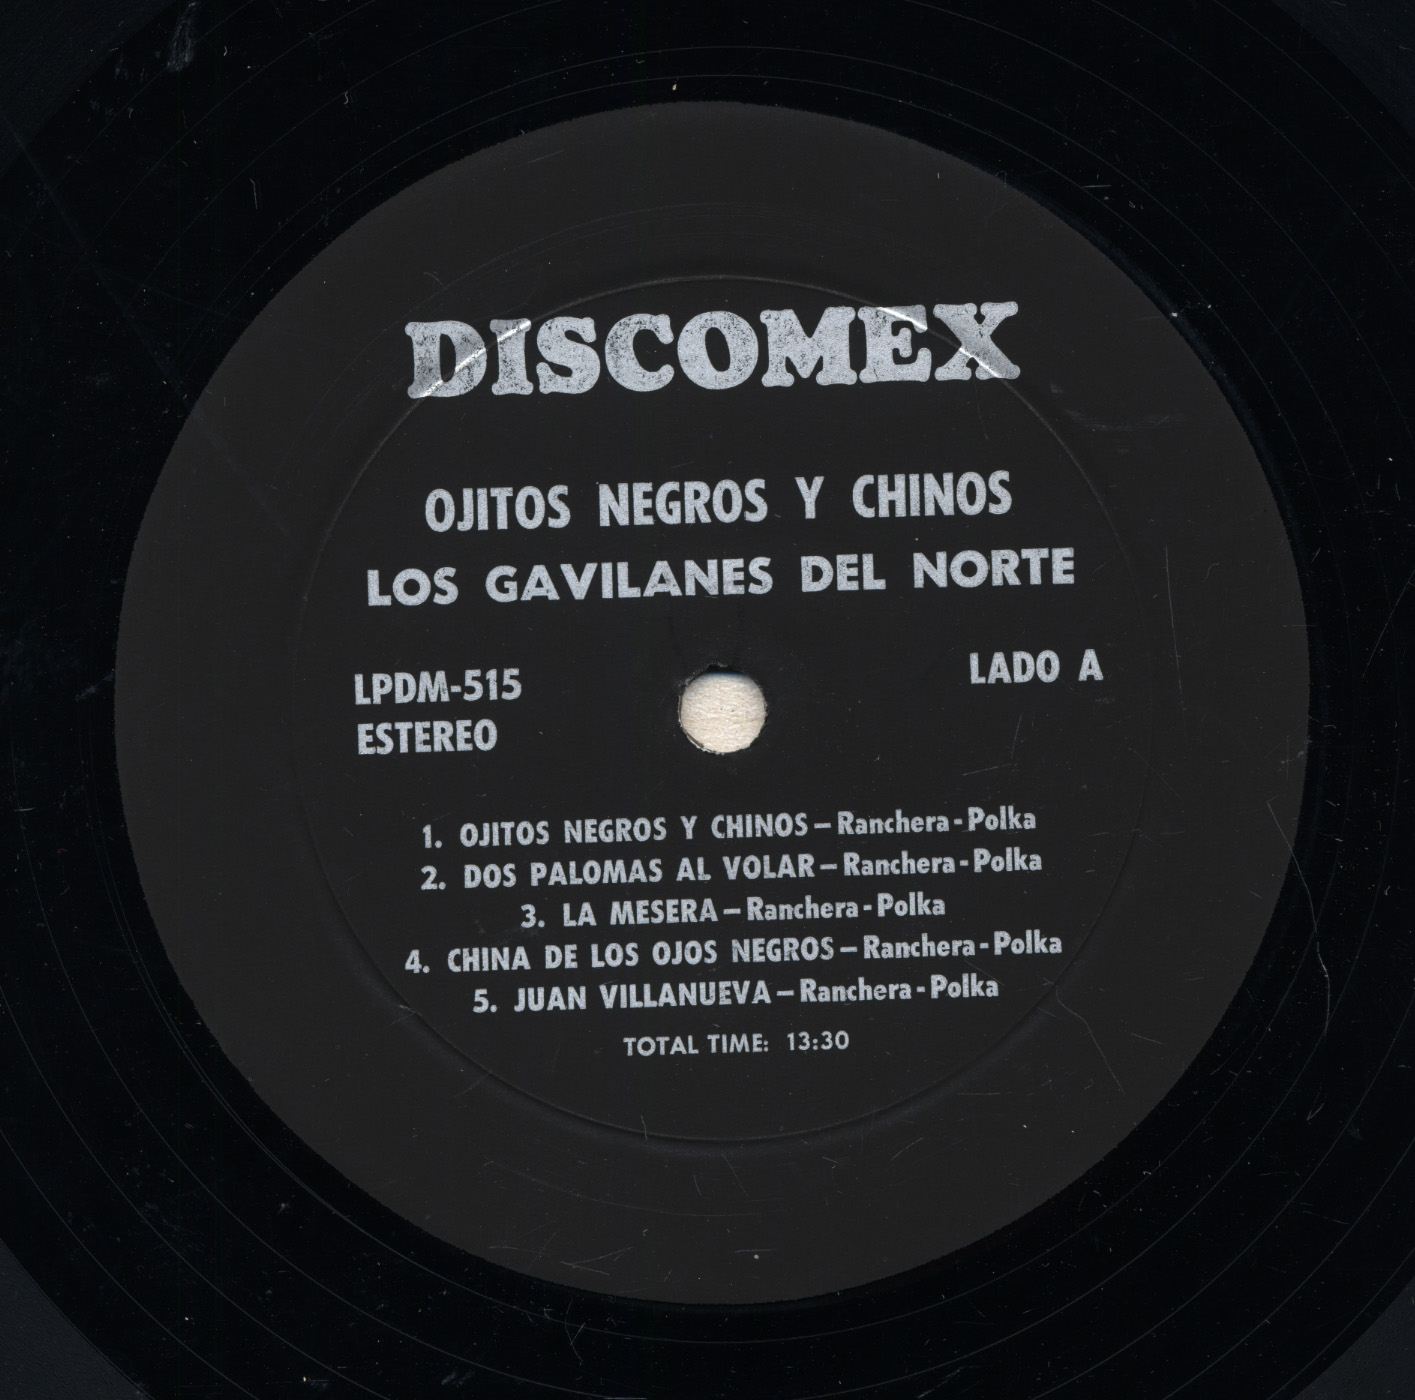 DISCOMEX
OJITOS NEGROS Y CHINOS
LOS GAVILANES DEL NORTE
LPDM-515
ESTEREO
LADO A
1. OJITOS NEGROS Y CHINOS – Ranchera - Polka
2. DOS PALOMAS AL VOLAR – Ranchera - Polka
3. LA MESERA – Ranchera - Polka
4. CHINA DE LOS OJOS NEGROS – Ranchera - Polka
5. JUAN VILLANUEVA – Ranchera - Polka
TOTAL TIME: 13:30